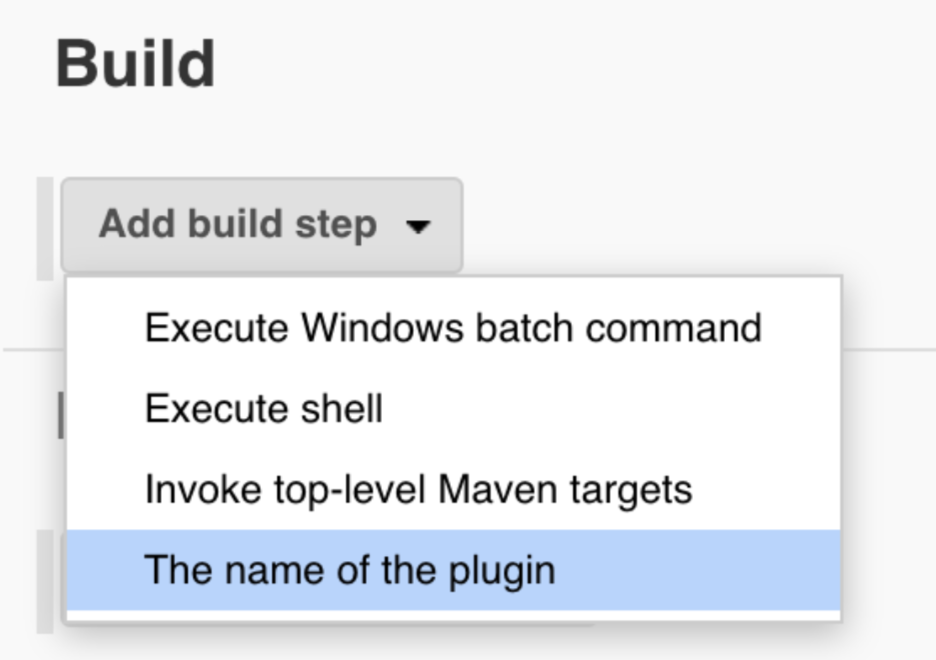 Build
Add build step
Execute Windows batch command
Execute shell
Invoke top-level Maven targets
The name of the plugin